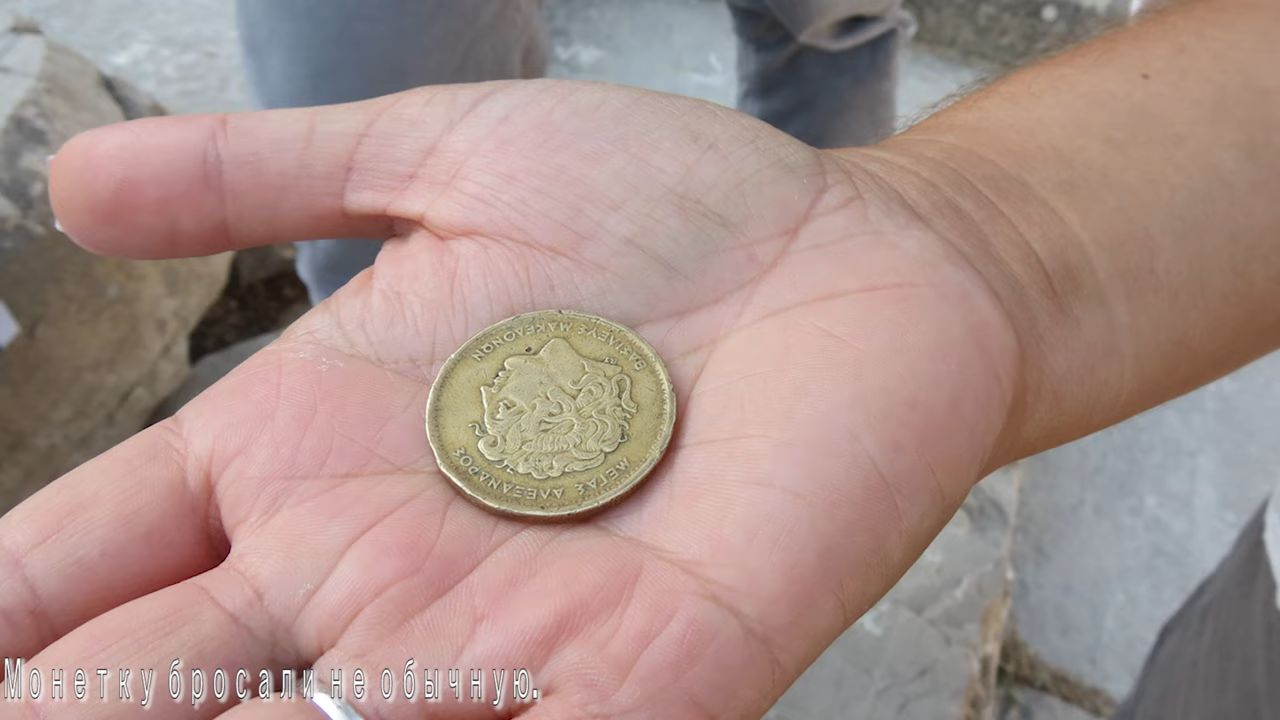 ΜΕΓΑΣ ΑΛΕΞΑΝΔΡΟΣ
ΒΑΣΙΛΕΥΣ ΜΑΚΕΔΟΝΩΝ
Монетку бросали не обычную.